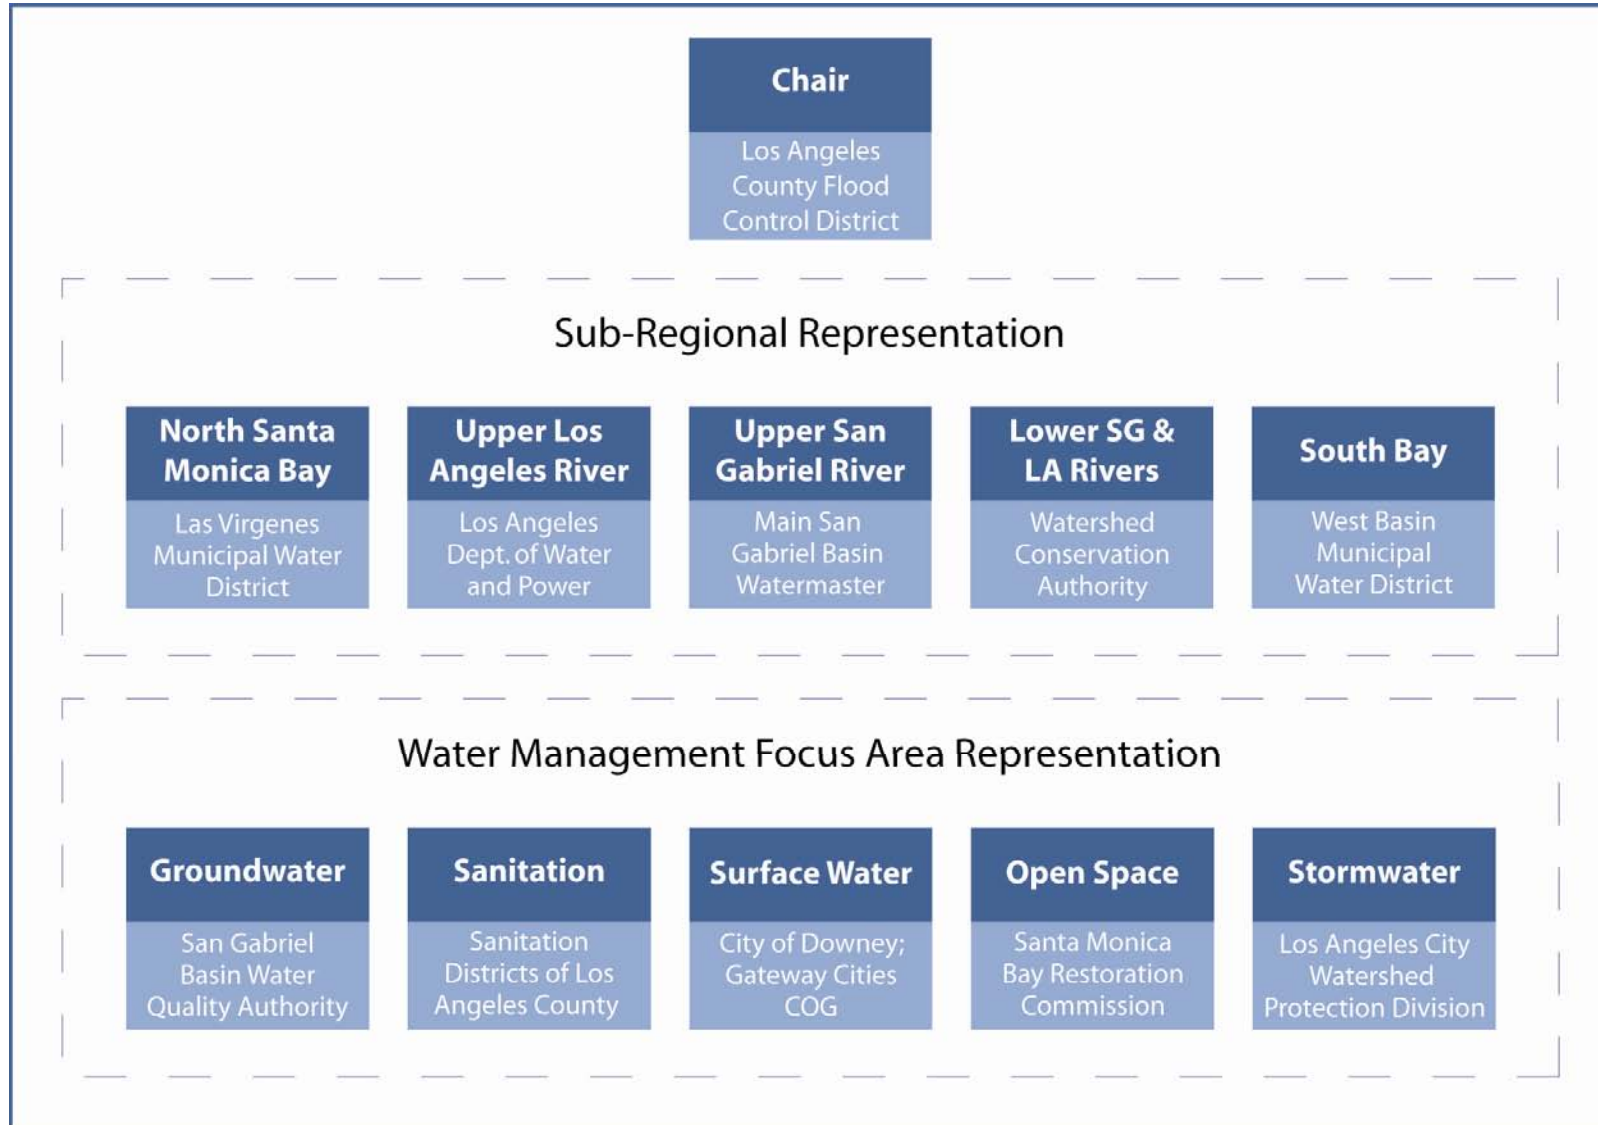 Chair
Los Angeles
County Flood
Control District
Sub-Regional Representation
North Santa
Monica Bay
Las Virgenes
Municipal Water
District
Upper Los
Angeles River
Los Angeles
Dept. of Water
and Power
Upper San
Gabriel River
Main San
Gabriel Basin
Watermaster
Lower SG &
LA Rivers
Watershed
Conservation
Authority
South Bay
West Basin
Municipal
Water District
Water Management Focus Area Representation
Groundwater
San Gabriel
Basin Water
Quality Authority
Sanitation
Sanitation
Districts of Los
Angeles County
Surface Water
City of Downey;
Gateway Cities
COG
Open Space
Santa Monica
Bay Restoration
Commission
Stormwater
Los Angeles City
Watershed
Protection Division